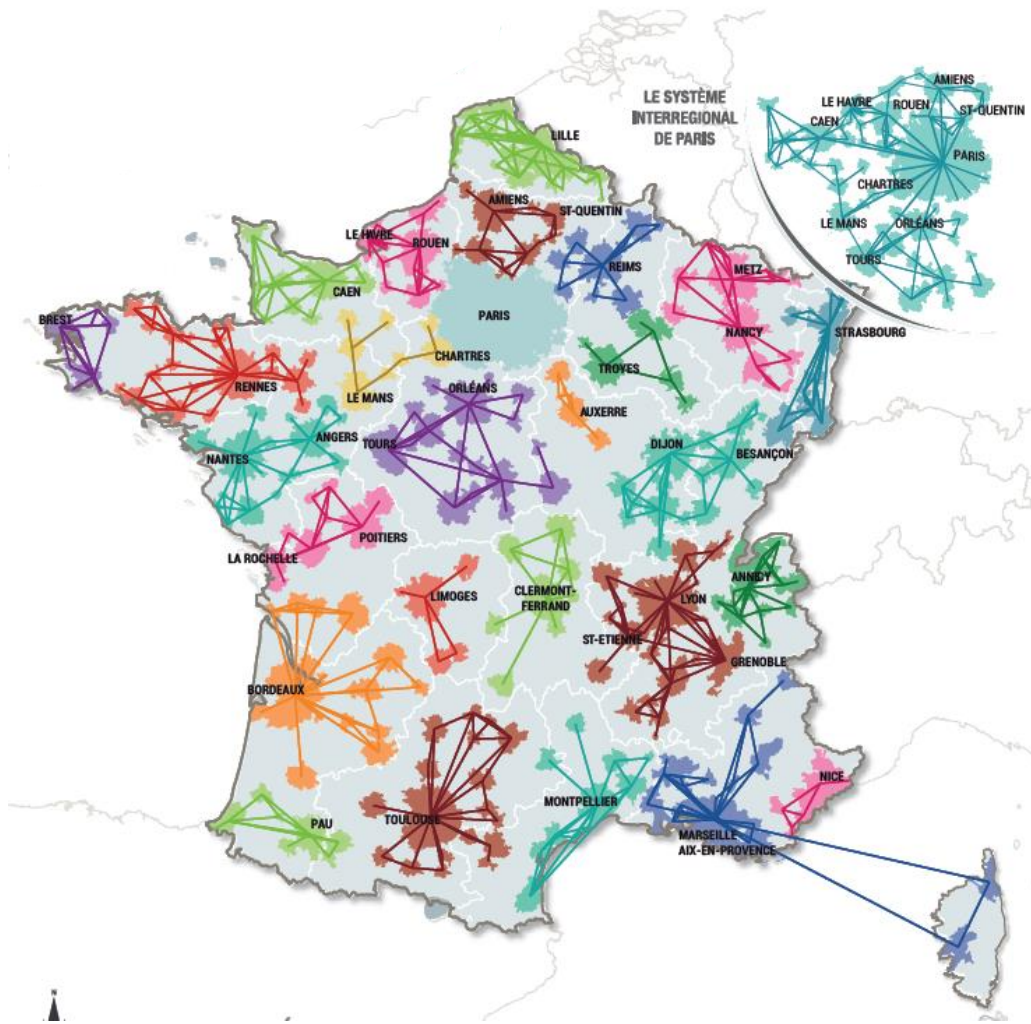 LE SYSTÈME
INTERREGIONAL
DE PARIS
AMIENS
LE HAVRE
ROUEN
ST-QUENTIN
CAEN
PARIS
CHARTRES
LE MANS
ORLÉANS
TOURS
LILLE
AMIENS
ST-QUENTIN
LE HAVRE
ROUEN
REIMS
METZ
CAEN
PARIS
BREST
NANCY
STRASBOURG
CHARTRES
TROYES
RENNES
ORLÉANS
LE MANS
AUXERRE
ANGERS
TOURS
DIJON
NANTES
BESANÇON
POITIERS
LA ROCHELLE
LIMOGES
CLERMONT-
FERRAND
LYON
ST-ETIENNE
GRENOBLE
BORDEAUX
NICE
MONTPELLIER
TOULOUSE
PAU
MARSEILLE
AIX-EN-PROVENCE
N